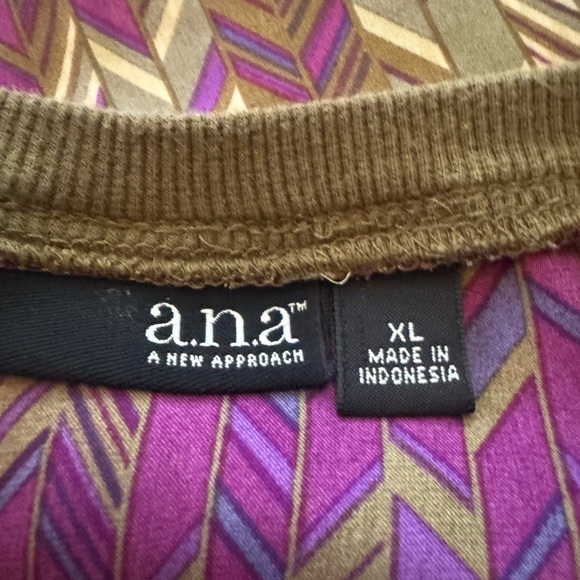 a.n.a™
A NEW APPROACH
XL
MADE IN
INDONESIA